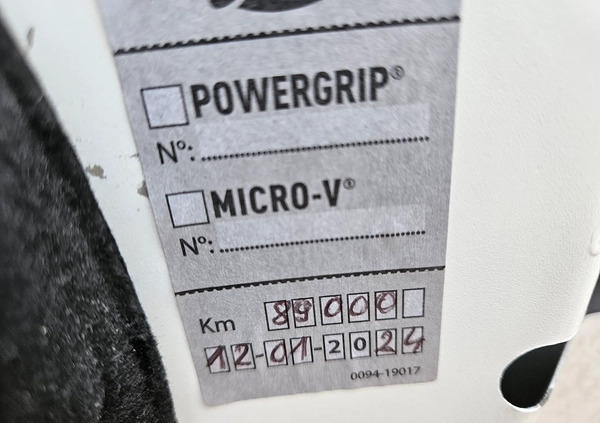 POWERGRIP®
Nº:
MICRO-V®
Nº:
Km 89000
12-01-2024
0094-19017